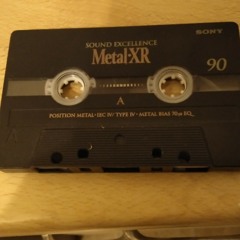 SOUND EXCELLENCE
SONY
Metal-XR
90
A
POSITION METAL • IEC IV/TYPE IV • METAL BIAS 70µs EQ.